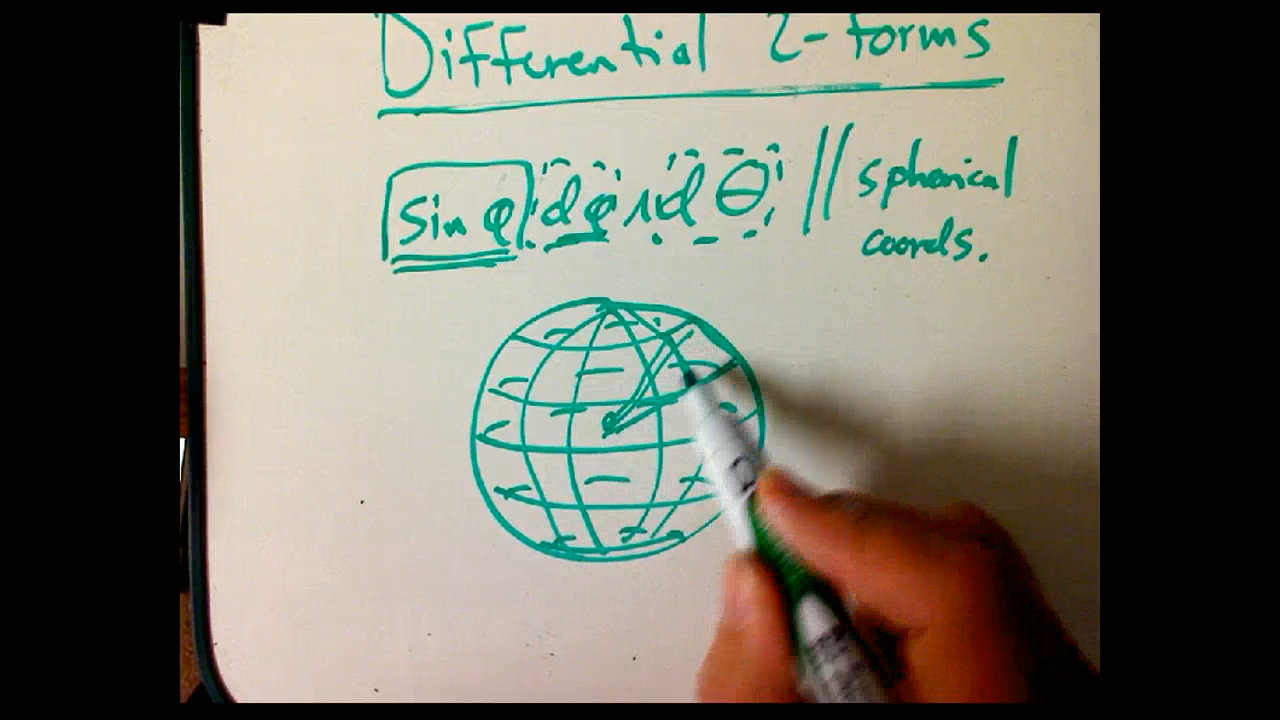 Differential 2-forms
sin φ dφ ∧ dθ // spherical
coords.